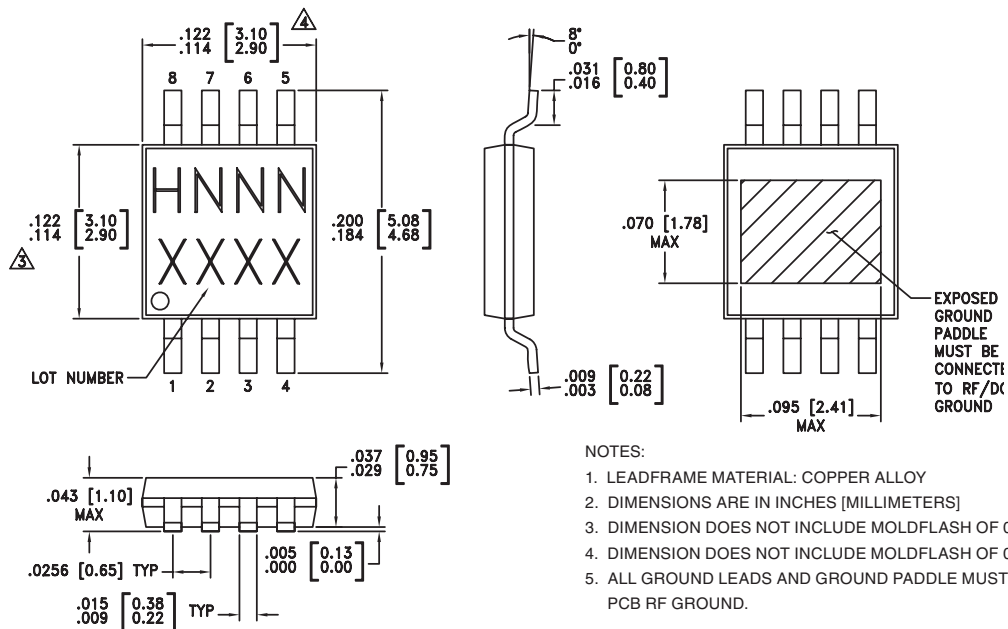 .122 [3.10]
.114 [2.90]
4
8 7 6 5
HNNN
XXXX
.122 [3.10]
.114 [2.90]
3
.200 [5.08]
.184 [4.68]
LOT NUMBER
1 2 3 4
8°
0°
.031 [0.80]
.016 [0.40]
.009 [0.22]
.003 [0.08]
.070 [1.78]
MAX
.095 [2.41]
MAX
EXPOSED
GROUND
PADDLE
MUST BE
TO
GROUND
.037 [0.95]
.029 [0.75]
.043 [1.10]
MAX
.005 [0.13]
.000 [0.00]
.0256 [0.65] TYP
.015 [0.38] TYP
.009 [0.22]
NOTES:
1. LEADFRAME MATERIAL: COPPER ALLOY
2. DIMENSIONS ARE IN INCHES [MILLIMETERS]
3. DIMENSION DOES NOT INCLUDE MOLDFLASH OF
4. DIMENSION DOES NOT INCLUDE MOLDFLASH OF
5. ALL GROUND LEADS AND GROUND PADDLE MUST
PCB RF GROUND.